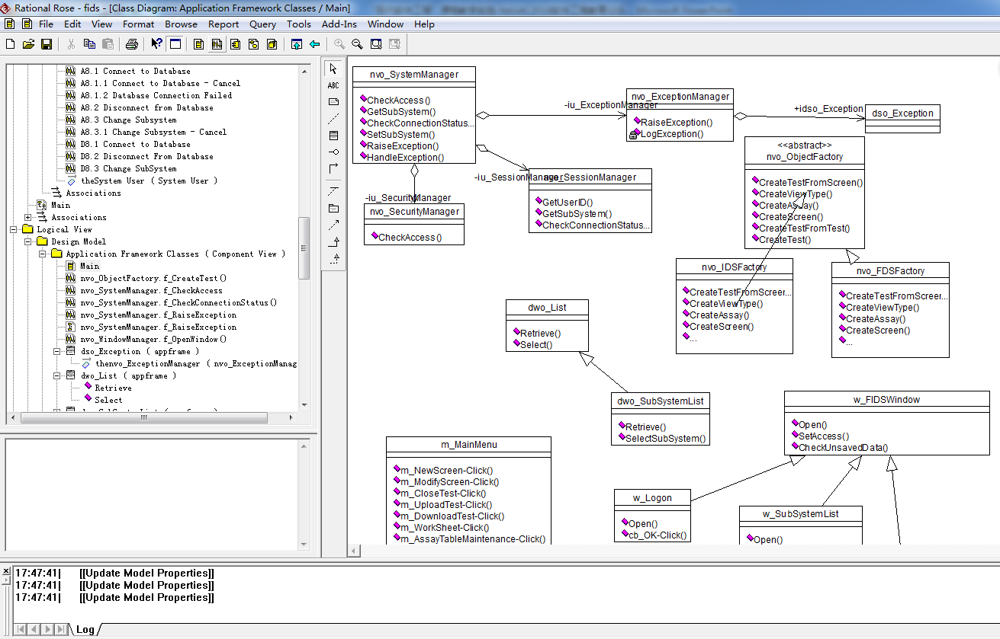 Rational Rose - fids - [Class Diagram: Application Framework Classes / Main]
File Edit View Format Browse Report Query Tools Add-Ins Window Help
ABC
A8.1 Connect to Database
A8.1.1 Connect to Database - Cancel
A8.1.2 Database Connection Failed
A8.2 Disconnect from Database
A8.3 Change Subsystem
A8.3.1 Change Subsystem - Cancel
D8.1 Connect to Database
D8.2 Disconnect From Database
D8.3 Change SubSystem
theSystem User ( System User )
Associations
Main
Associations
Logical View
Design Model
Application Framework Classes ( Component View )
Main
nvo_ObjectFactory.f_CreateTest()
nvo_SystemManager.f_CheckAccess
nvo_SystemManager.f_CheckConnectionStatus()
nvo_SystemManager.f_RaiseException
nvo_SystemManager.f_RaiseException
nvo_WindowManager.f_OpenWindow()
dso_Exception ( appframe )
thenvo_ExceptionManager ( nvo_ExceptionManag
dwo_List ( appframe )
Retrieve
Select
nvo_SystemManager
CheckAccess()
GetSubSystem()
CheckConnectionStatus...
SetSubSystem()
RaiseException()
HandleException()
-iu_ExceptionManager
nvo_ExceptionManager
RaiseException()
LogException()
+idso_Exception
dso_Exception
-iu_SessionManager
nvo_SessionManager
GetUserID()
GetSubSystem()
CheckConnectionStatus...
-iu_SecurityManager
nvo_SecurityManager
CheckAccess()
<<abstract>>
nvo_ObjectFactory
CreateTestFromScreen()
CreateViewType()
CreateAssay()
CreateScreen()
CreateTestFromTest()
CreateTest()
nvo_IDSFactory
CreateTestFromScreer...
CreateViewType()
CreateAssay()
CreateScreen()
...
nvo_FDSFactory
CreateTestFromScreer...
CreateViewType()
CreateAssay()
CreateScreen()
...
dwo_List
Retrieve()
Select()
dwo_SubSystemList
Retrieve()
SelectSubSystem()
w_FIDSWindow
Open()
SetAccess()
CheckUnsavedData()
m_MainMenu
m_NewScreen-Click()
m_ModifyScreen-Click()
m_CloseTest-Click()
m_UploadTest-Click()
m_DownloadTest-Click()
m_WorkSheet-Click()
m_AssayTableMaintenance-Click()
w_Logon
Open()
cb_OK-Click()
w_SubSystemList
Open()
17:47:41| [[Update Model Properties]]
17:47:41| [[Update Model Properties]]
17:47:41| [[Update Model Properties]]
Log